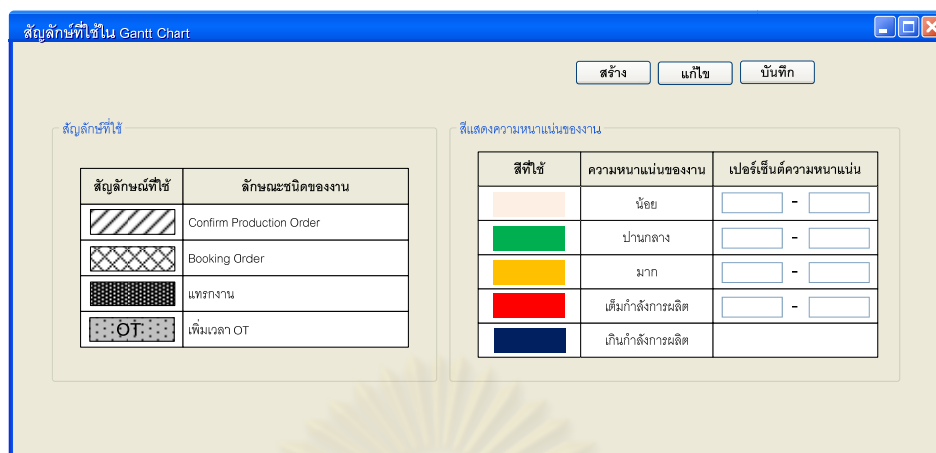 สัญลักษ์ที่ใช้ใน Gantt Chart
สร้าง แก้ไข บันทึก
สัญลักษ์ที่ใช้
สัญลักษณ์ที่ใช้ ลักษณะชนิดของงาน
Confirm Production Order
Booking Order
แทรกงาน
OT เพิ่มเวลา OT
สีแสดงความหนาแน่นของงาน
สีที่ใช้ ความหนาแน่นของงาน เปอร์เซ็นต์ความหนาแน่น
น้อย -
ปานกลาง -
มาก -
เต็มกำลังการผลิต -
เกินกำลังการผลิต